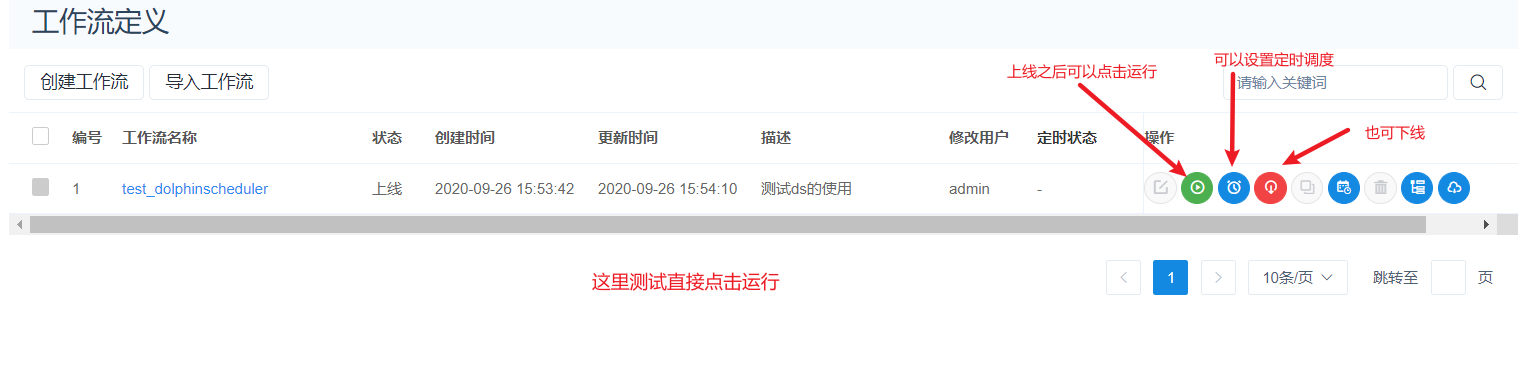 工作流定义
上线之后可以点击运行
可以设置定时调度
创建工作流 导入工作流 请输入关键词
也可下线
编号 工作流名称 状态 创建时间 更新时间 描述 修改用户 定时状态 操作
1 test_dolphinscheduler 上线 2020-09-26 15:53:42 2020-09-26 15:54:10 测试ds的使用 admin -
这里测试直接点击运行
1 10条/页 跳转至 页